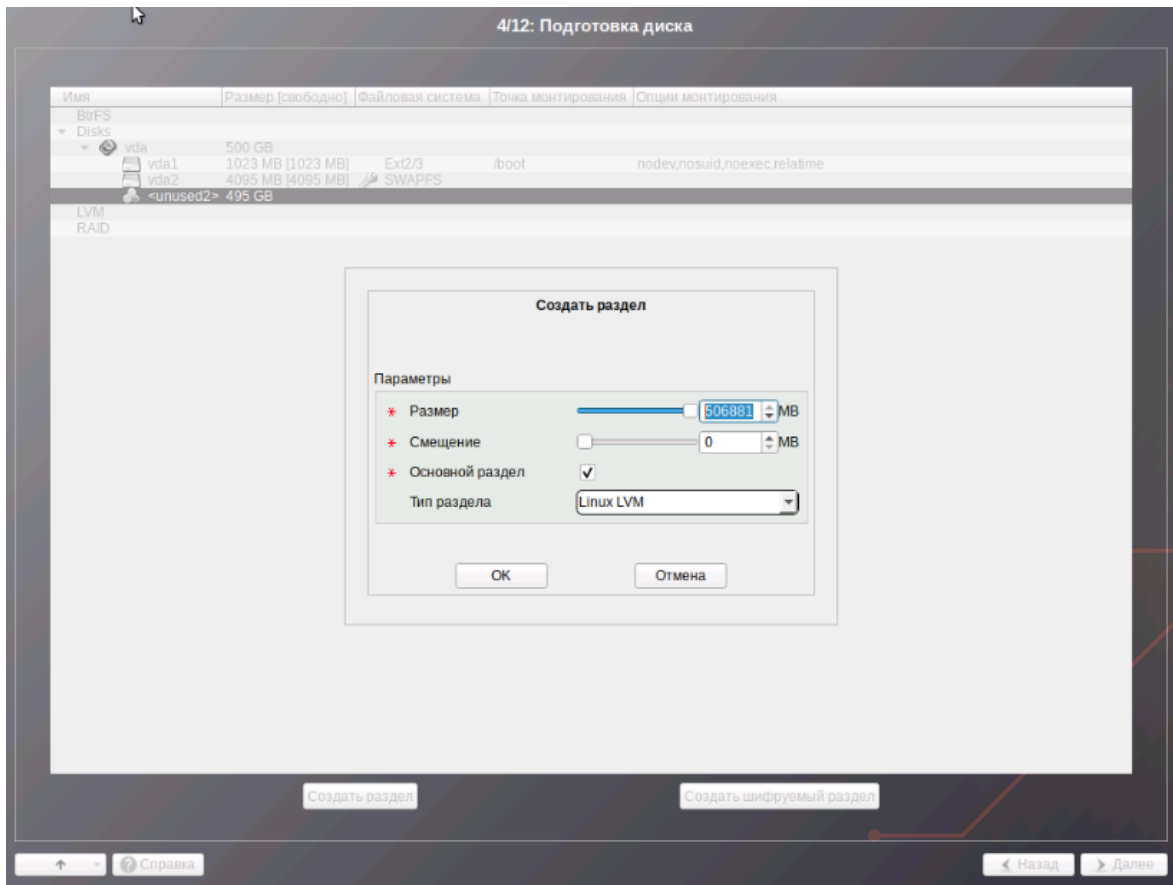 4/12: Подготовка диска
Имя Размер [свободно] Файловая система Точка монтирования Опции монтирования
BtrFS
Disks
vda 500 GB
vda1 1023 MB [1023 MB] Ext2/3 /boot nodev,nosuid,noexec,relatime
vda2 4095 MB [4095 MB] SWAPFS
<unused2> 495 GB
LVM
RAID
Создать раздел
Параметры
* Размер 506881 MB
* Смещение 0 MB
* Основной раздел
Тип раздела Linux LVM
OK Отмена
Создать раздел Создать шифруемый раздел
Справка Назад Далее